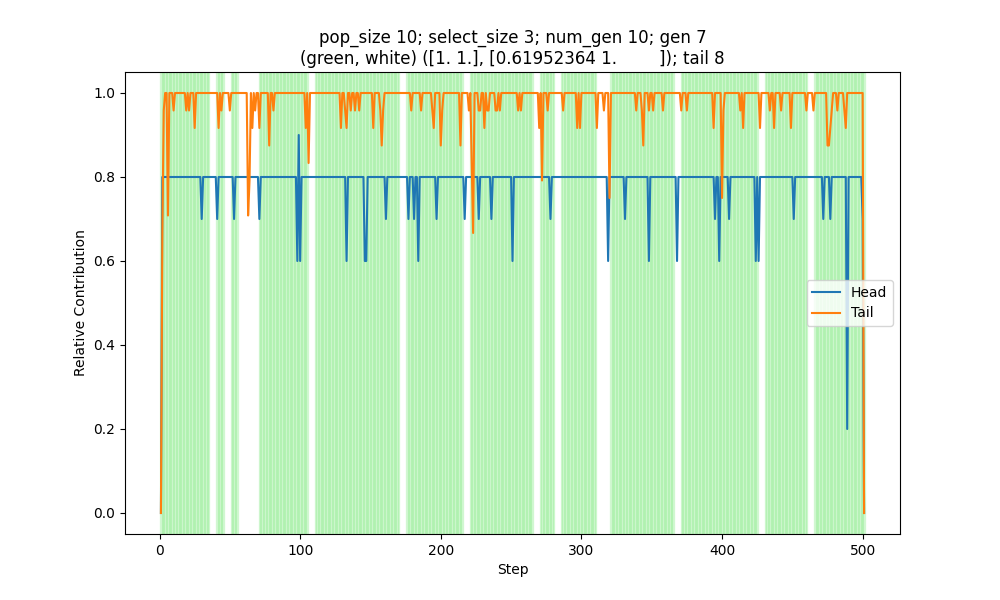 pop_size 10; select_size 3; num_gen 10; gen 7
(green, white) ([1. 1.], [0.61952364 1.         ]); tail 8
Relative Contribution
1.0
0.8
0.6
0.4
0.2
0.0
Head
Tail
0 100 200 300 400 500
Step